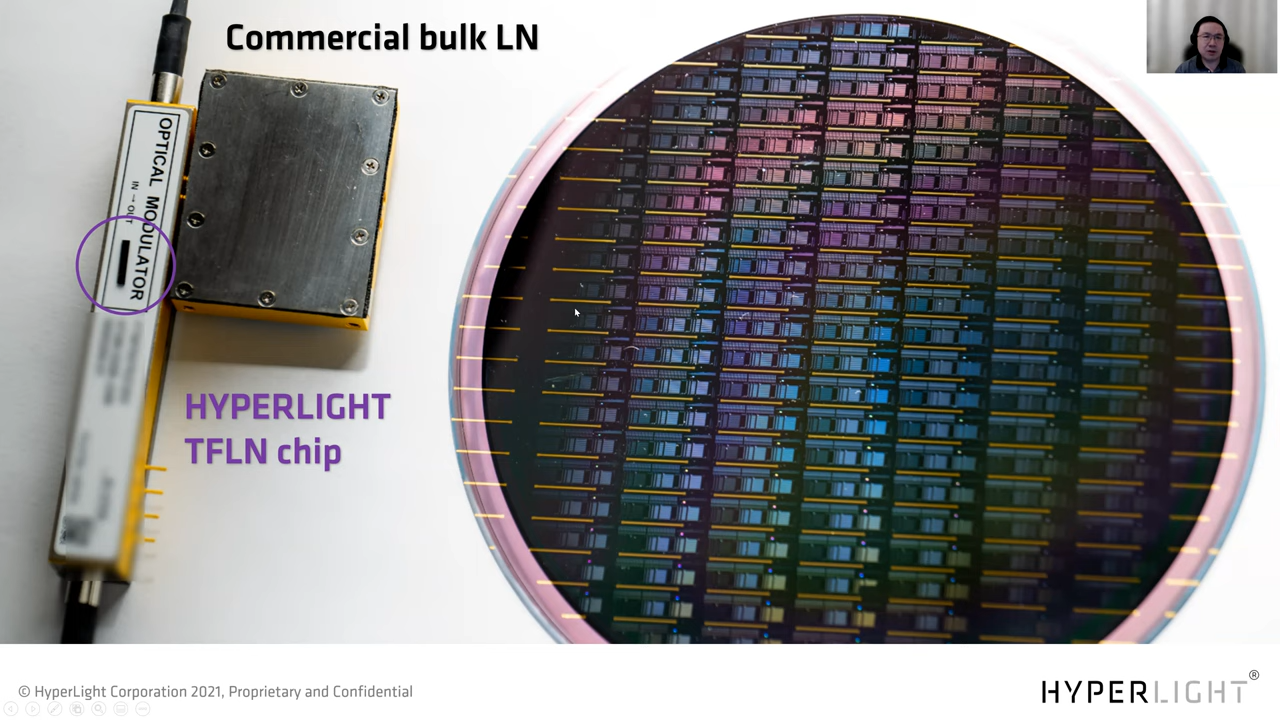 Commercial bulk LN
OPTICAL MODULATOR
IN → OUT
HYPERLIGHT
TFLN chip
© HyperLight Corporation 2021, Proprietary and Confidential
HYPERLIGHT®